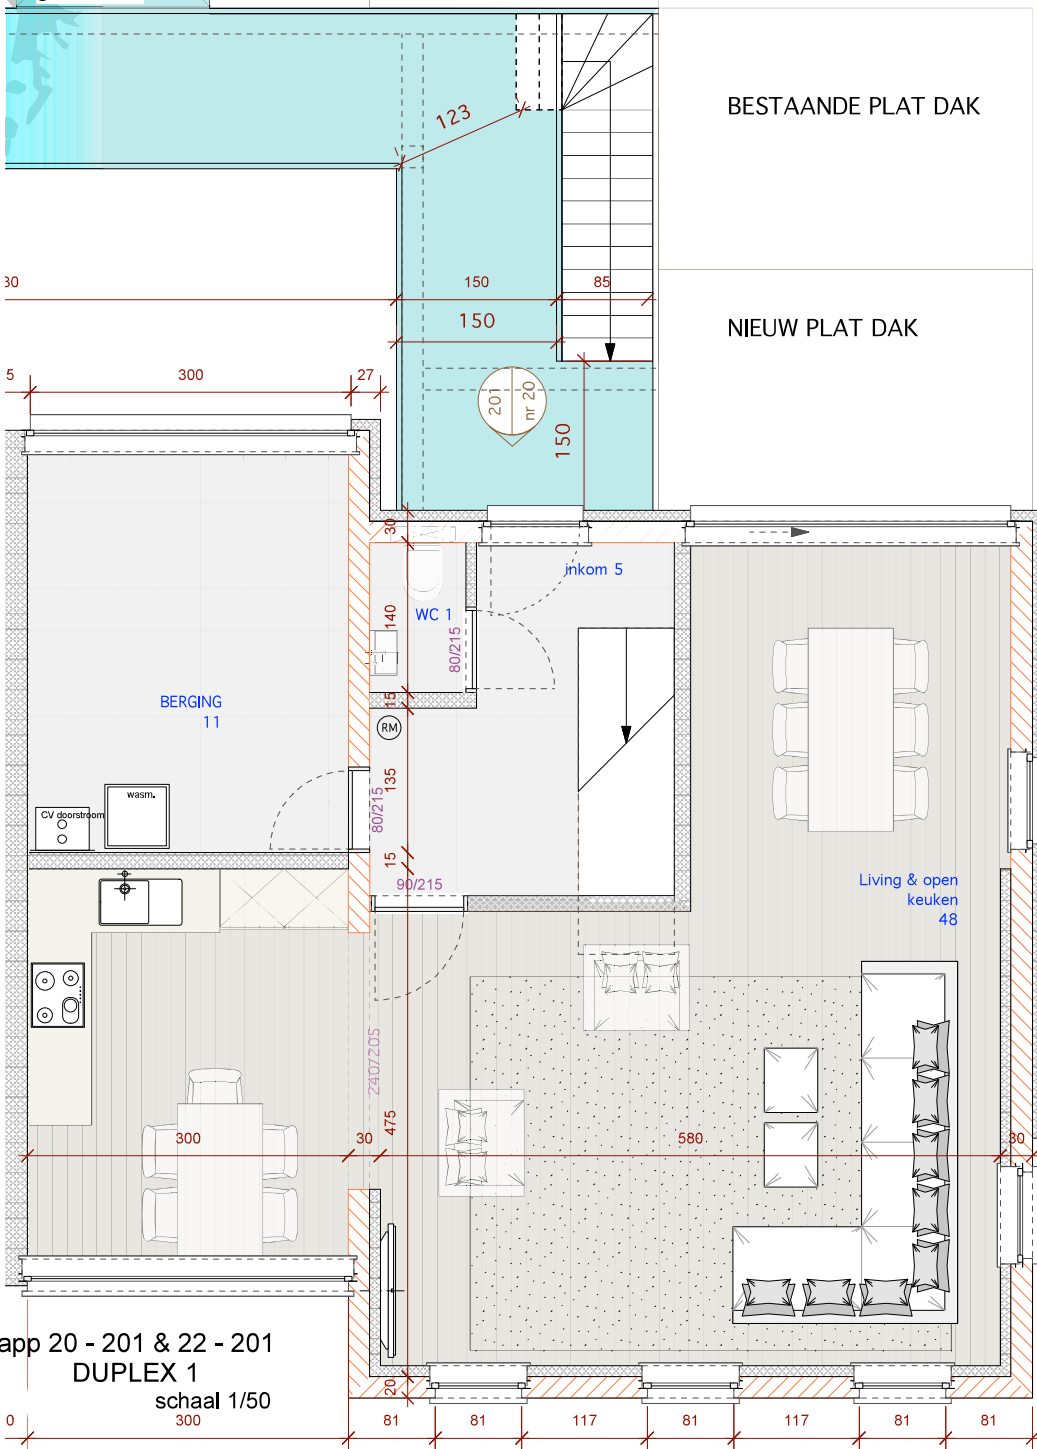 BESTAANDE PLAT DAK
123
30
150
85
150
NIEUW PLAT DAK
5
300
27
201
nr 20
150
30
inkom 5
WC 1
140
80/215
15
BERGING
11
RM
135
80/215
wasm.
CV doorstroom
15
90/215
Living & open
keuken
48
240/205
475
300
30
580
30
app 20 - 201 & 22 - 201
DUPLEX 1
schaal 1/50
20
0
300
81
81
117
81
117
81
81